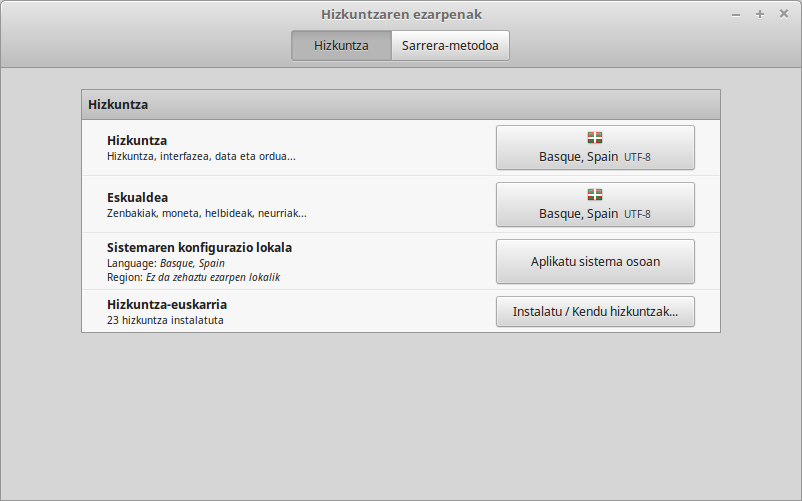 Hizkuntzaren ezarpenak
Hizkuntza
Sarrera-metodoa
Hizkuntza
Hizkuntza
Hizkuntza, interfazea, data eta ordua...
Basque, Spain UTF-8
Eskualdea
Zenbakiak, moneta, helbideak, neurriak...
Basque, Spain UTF-8
Sistemaren konfigurazio lokala
Language: Basque, Spain
Region: Ez da zehaztu ezarpen lokalik
Aplikatu sistema osoan
Hizkuntza-euskarria
23 hizkuntza instalatuta
Instalatu / Kendu hizkuntzak...